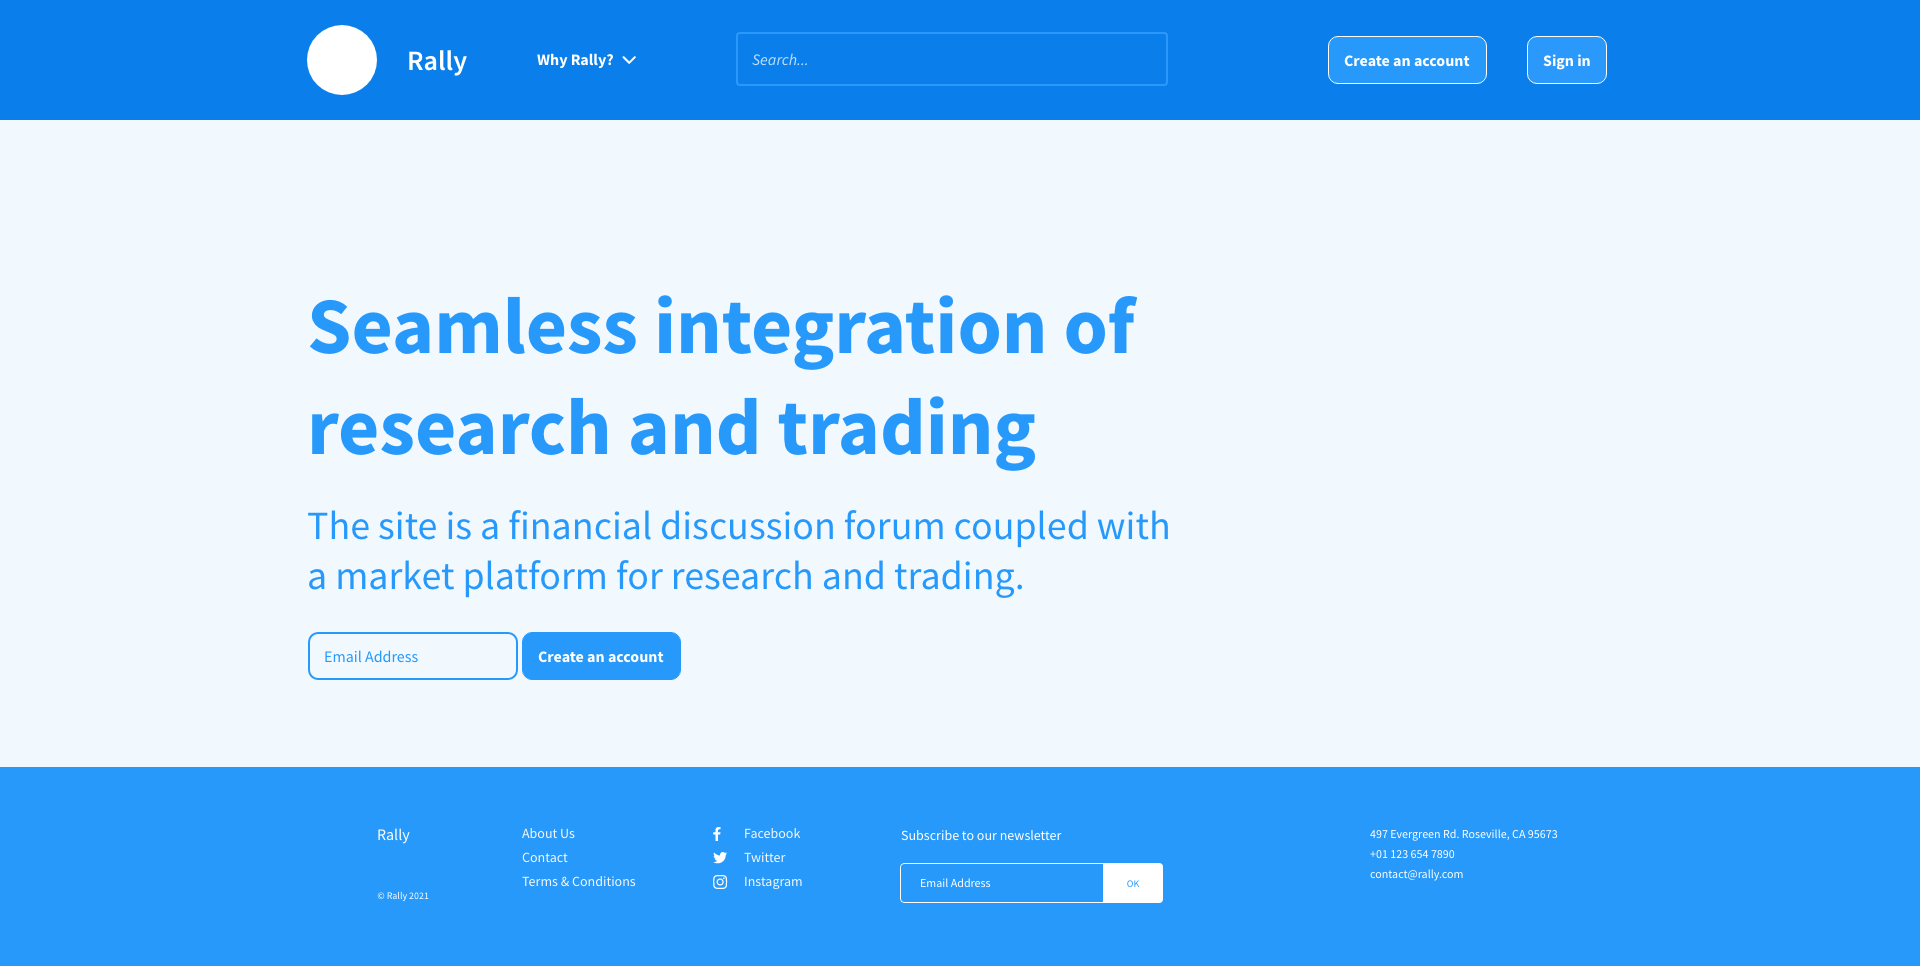 Rally
Why Rally?
Search...
Create an account
Sign in
Seamless integration of
research and trading
The site is a financial discussion forum coupled with
a market platform for research and trading.
Email Address
Create an account
Rally
© Rally 2021
About Us
Contact
Terms & Conditions
Facebook
Twitter
Instagram
Subscribe to our newsletter
Email Address
OK
497 Evergreen Rd. Roseville, CA 95673
+01 123 654 7890
contact@rally.com